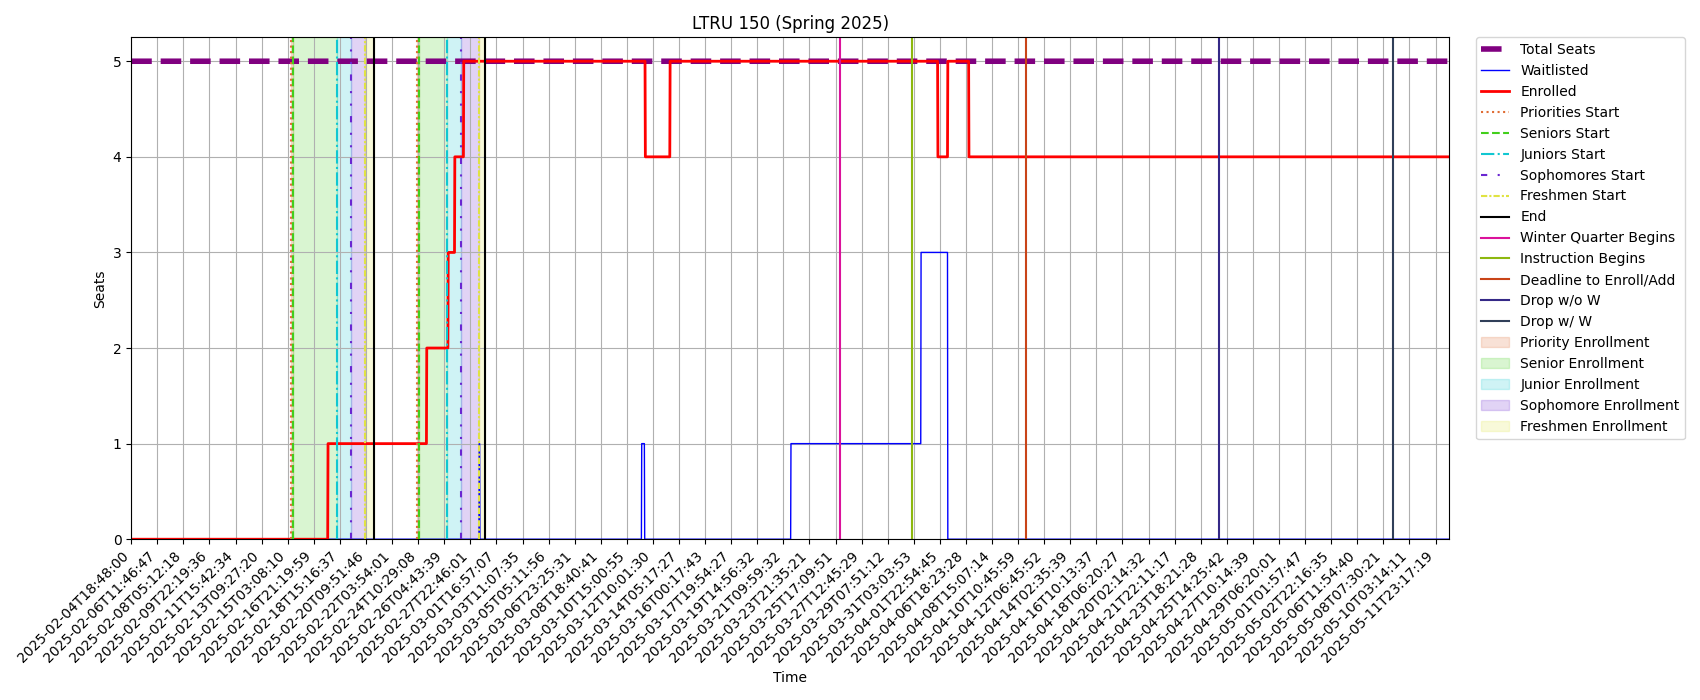 LTRU 150 (Spring 2025)
Seats
5
4
3
2
1
0
2025-02-04T18:48:00
2025-02-06T11:46:47
2025-02-08T05:12:18
2025-02-09T22:19:36
2025-02-11T15:42:34
2025-02-13T09:27:20
2025-02-15T03:08:10
2025-02-16T21:19:59
2025-02-18T15:16:37
2025-02-20T09:51:46
2025-02-22T03:54:01
2025-02-24T10:29:08
2025-02-26T04:43:39
2025-02-27T22:46:01
2025-03-01T16:57:07
2025-03-03T11:07:35
2025-03-05T05:11:56
2025-03-06T23:25:31
2025-03-08T18:40:41
2025-03-10T15:00:55
2025-03-12T10:01:30
2025-03-14T05:17:27
2025-03-16T00:17:43
2025-03-17T19:54:27
2025-03-19T14:56:32
2025-03-21T09:59:32
2025-03-23T21:35:21
2025-03-25T17:09:51
2025-03-27T12:45:29
2025-03-29T07:51:12
2025-03-31T03:03:53
2025-04-01T22:54:45
2025-04-06T18:23:28
2025-04-08T15:07:14
2025-04-10T10:45:59
2025-04-12T06:45:52
2025-04-14T02:35:39
2025-04-16T10:13:37
2025-04-18T06:20:27
2025-04-20T02:14:32
2025-04-21T22:11:17
2025-04-23T18:21:28
2025-04-25T14:25:42
2025-04-27T10:14:39
2025-04-29T06:20:01
2025-05-01T01:57:47
2025-05-02T22:16:35
2025-05-06T11:54:40
2025-05-08T07:30:21
2025-05-10T03:14:11
2025-05-11T23:17:19
Time
Total Seats
Waitlisted
Enrolled
Priorities Start
Seniors Start
Juniors Start
Sophomores Start
Freshmen Start
End
Winter Quarter Begins
Instruction Begins
Deadline to Enroll/Add
Drop w/o W
Drop w/ W
Priority Enrollment
Senior Enrollment
Junior Enrollment
Sophomore Enrollment
Freshmen Enrollment